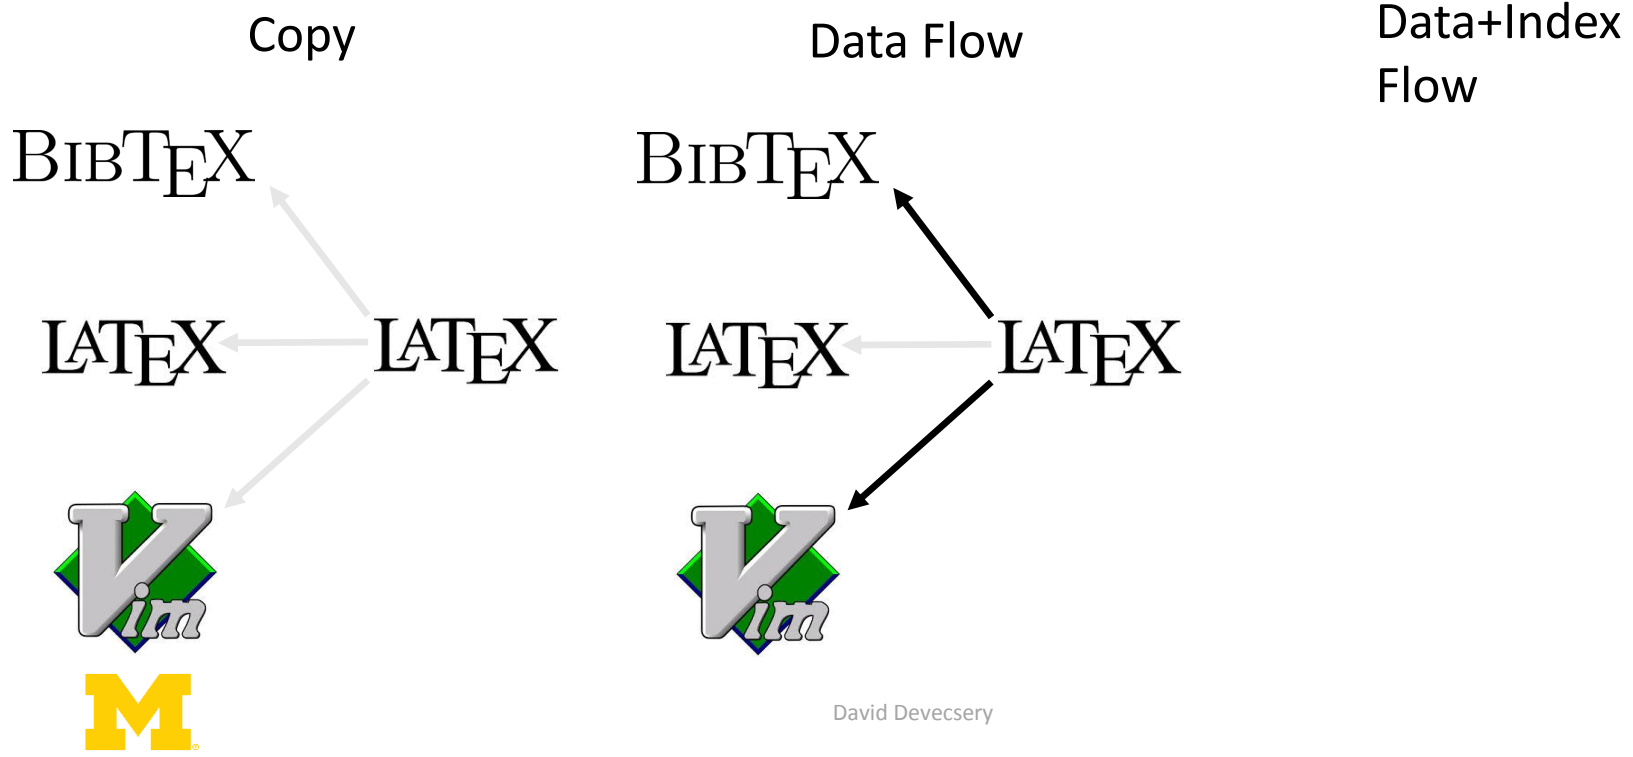 Copy
Data Flow
Data+Index
Flow
BIBTEX
BIBTEX
LATEX
LATEX
LATEX
LATEX
Vim
Vim
M
David Devecsery